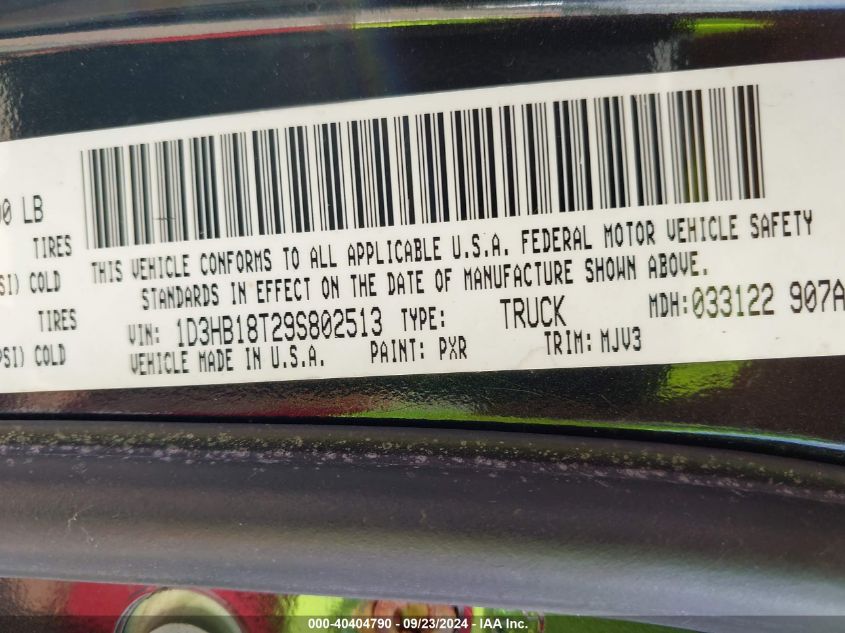 00 LB
TIRES
SI) COLD
TIRES
PSI) COLD
THIS VEHICLE CONFORMS TO ALL APPLICABLE U.S.A. FEDERAL MOTOR VEHICLE SAFETY
STANDARDS IN EFFECT ON THE DATE OF MANUFACTURE SHOWN ABOVE.
VIN: 1D3HB18T29S802513 TYPE: TRUCK MDH: 033122 907A
VEHICLE MADE IN U.S.A. PAINT: PXR TRIM: MJV3
000-40404790 - 09/23/2024 - IAA Inc.